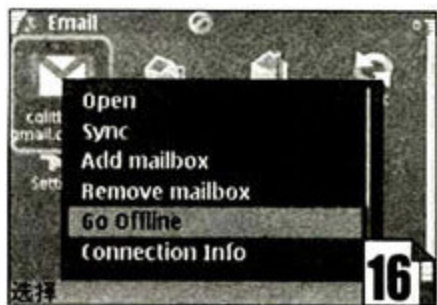 Email
Open
Sync
Add mailbox
Remove mailbox
Go Offline
Connection Info
选择
16